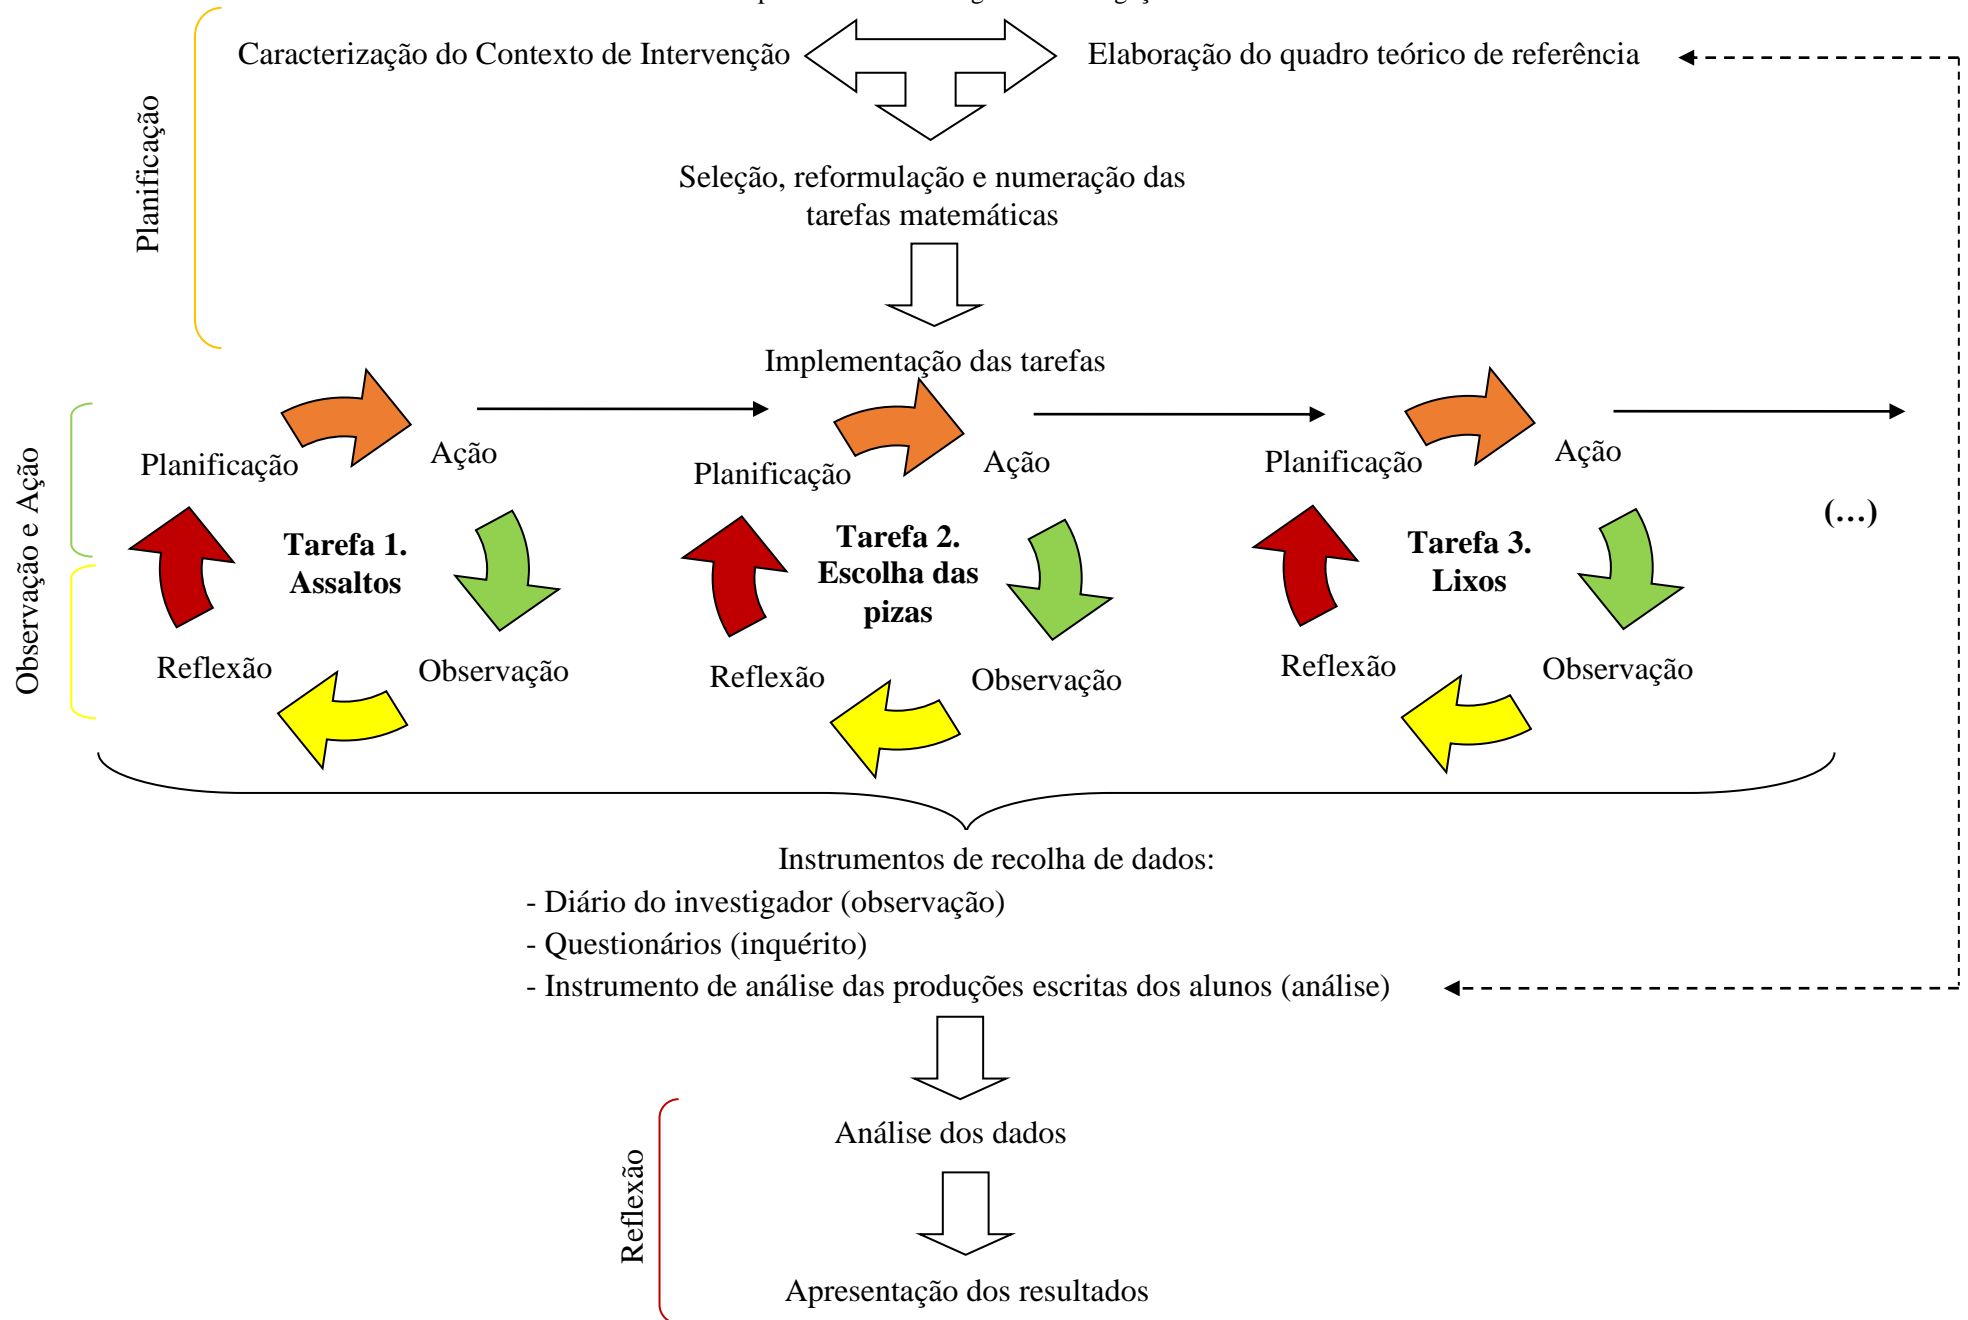 Caracterização do Contexto de Intervenção
Elaboração do quadro teórico de referência
Planificação
Seleção, reformulação e numeração das
tarefas matemáticas
Implementação das tarefas
Observação e Ação
Planificação
Ação
Tarefa 1.
Assaltos
Reflexão
Observação
Planificação
Ação
Tarefa 2.
Escolha das
pizas
Reflexão
Observação
Planificação
Ação
Tarefa 3.
Lixos
Reflexão
Observação
(…)
Instrumentos de recolha de dados:
- Diário do investigador (observação)
- Questionários (inquérito)
- Instrumento de análise das produções escritas dos alunos (análise)
Reflexão
Análise dos dados
Apresentação dos resultados